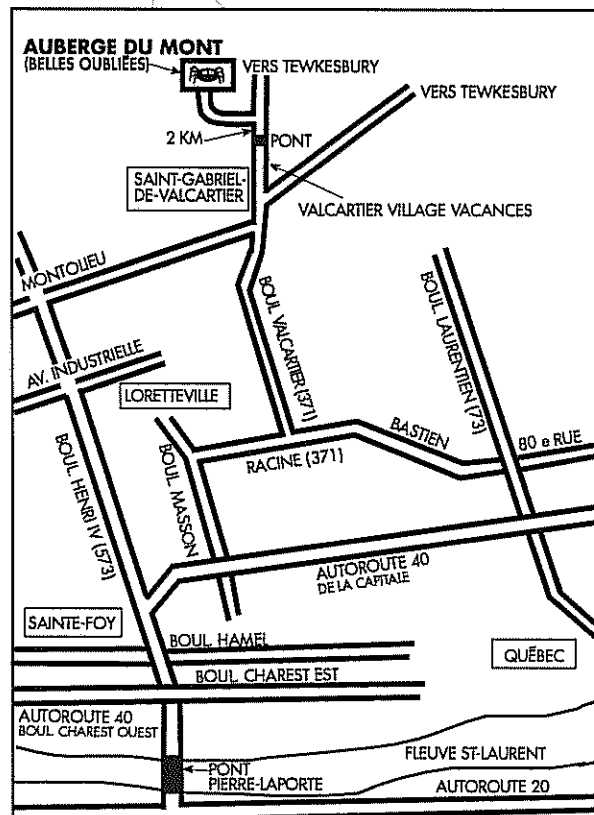 AUBERGE DU MONT
(BELLES OUBLIÉES)
VERS TEWKESBURY
VERS TEWKESBURY
2 KM
PONT
SAINT-GABRIEL-
DE-VALCARTIER
VALCARTIER VILLAGE VACANCES
MONTOLIEU
BOUL VALCARTIER (371)
BOUL LAURENTIEN (73)
AV. INDUSTRIELLE
LORETTEVILLE
BASTIEN
80 e RUE
RACINE (371)
BOUL HENRI IV (573)
BOUL MASSON
AUTOROUTE 40
DE LA CAPITALE
SAINTE-FOY
BOUL. HAMEL
QUÉBEC
BOUL. CHAREST EST
AUTOROUTE 40
BOUL CHAREST OUEST
FLEUVE ST-LAURENT
PONT
PIERRE-LAPORTE
AUTOROUTE 20